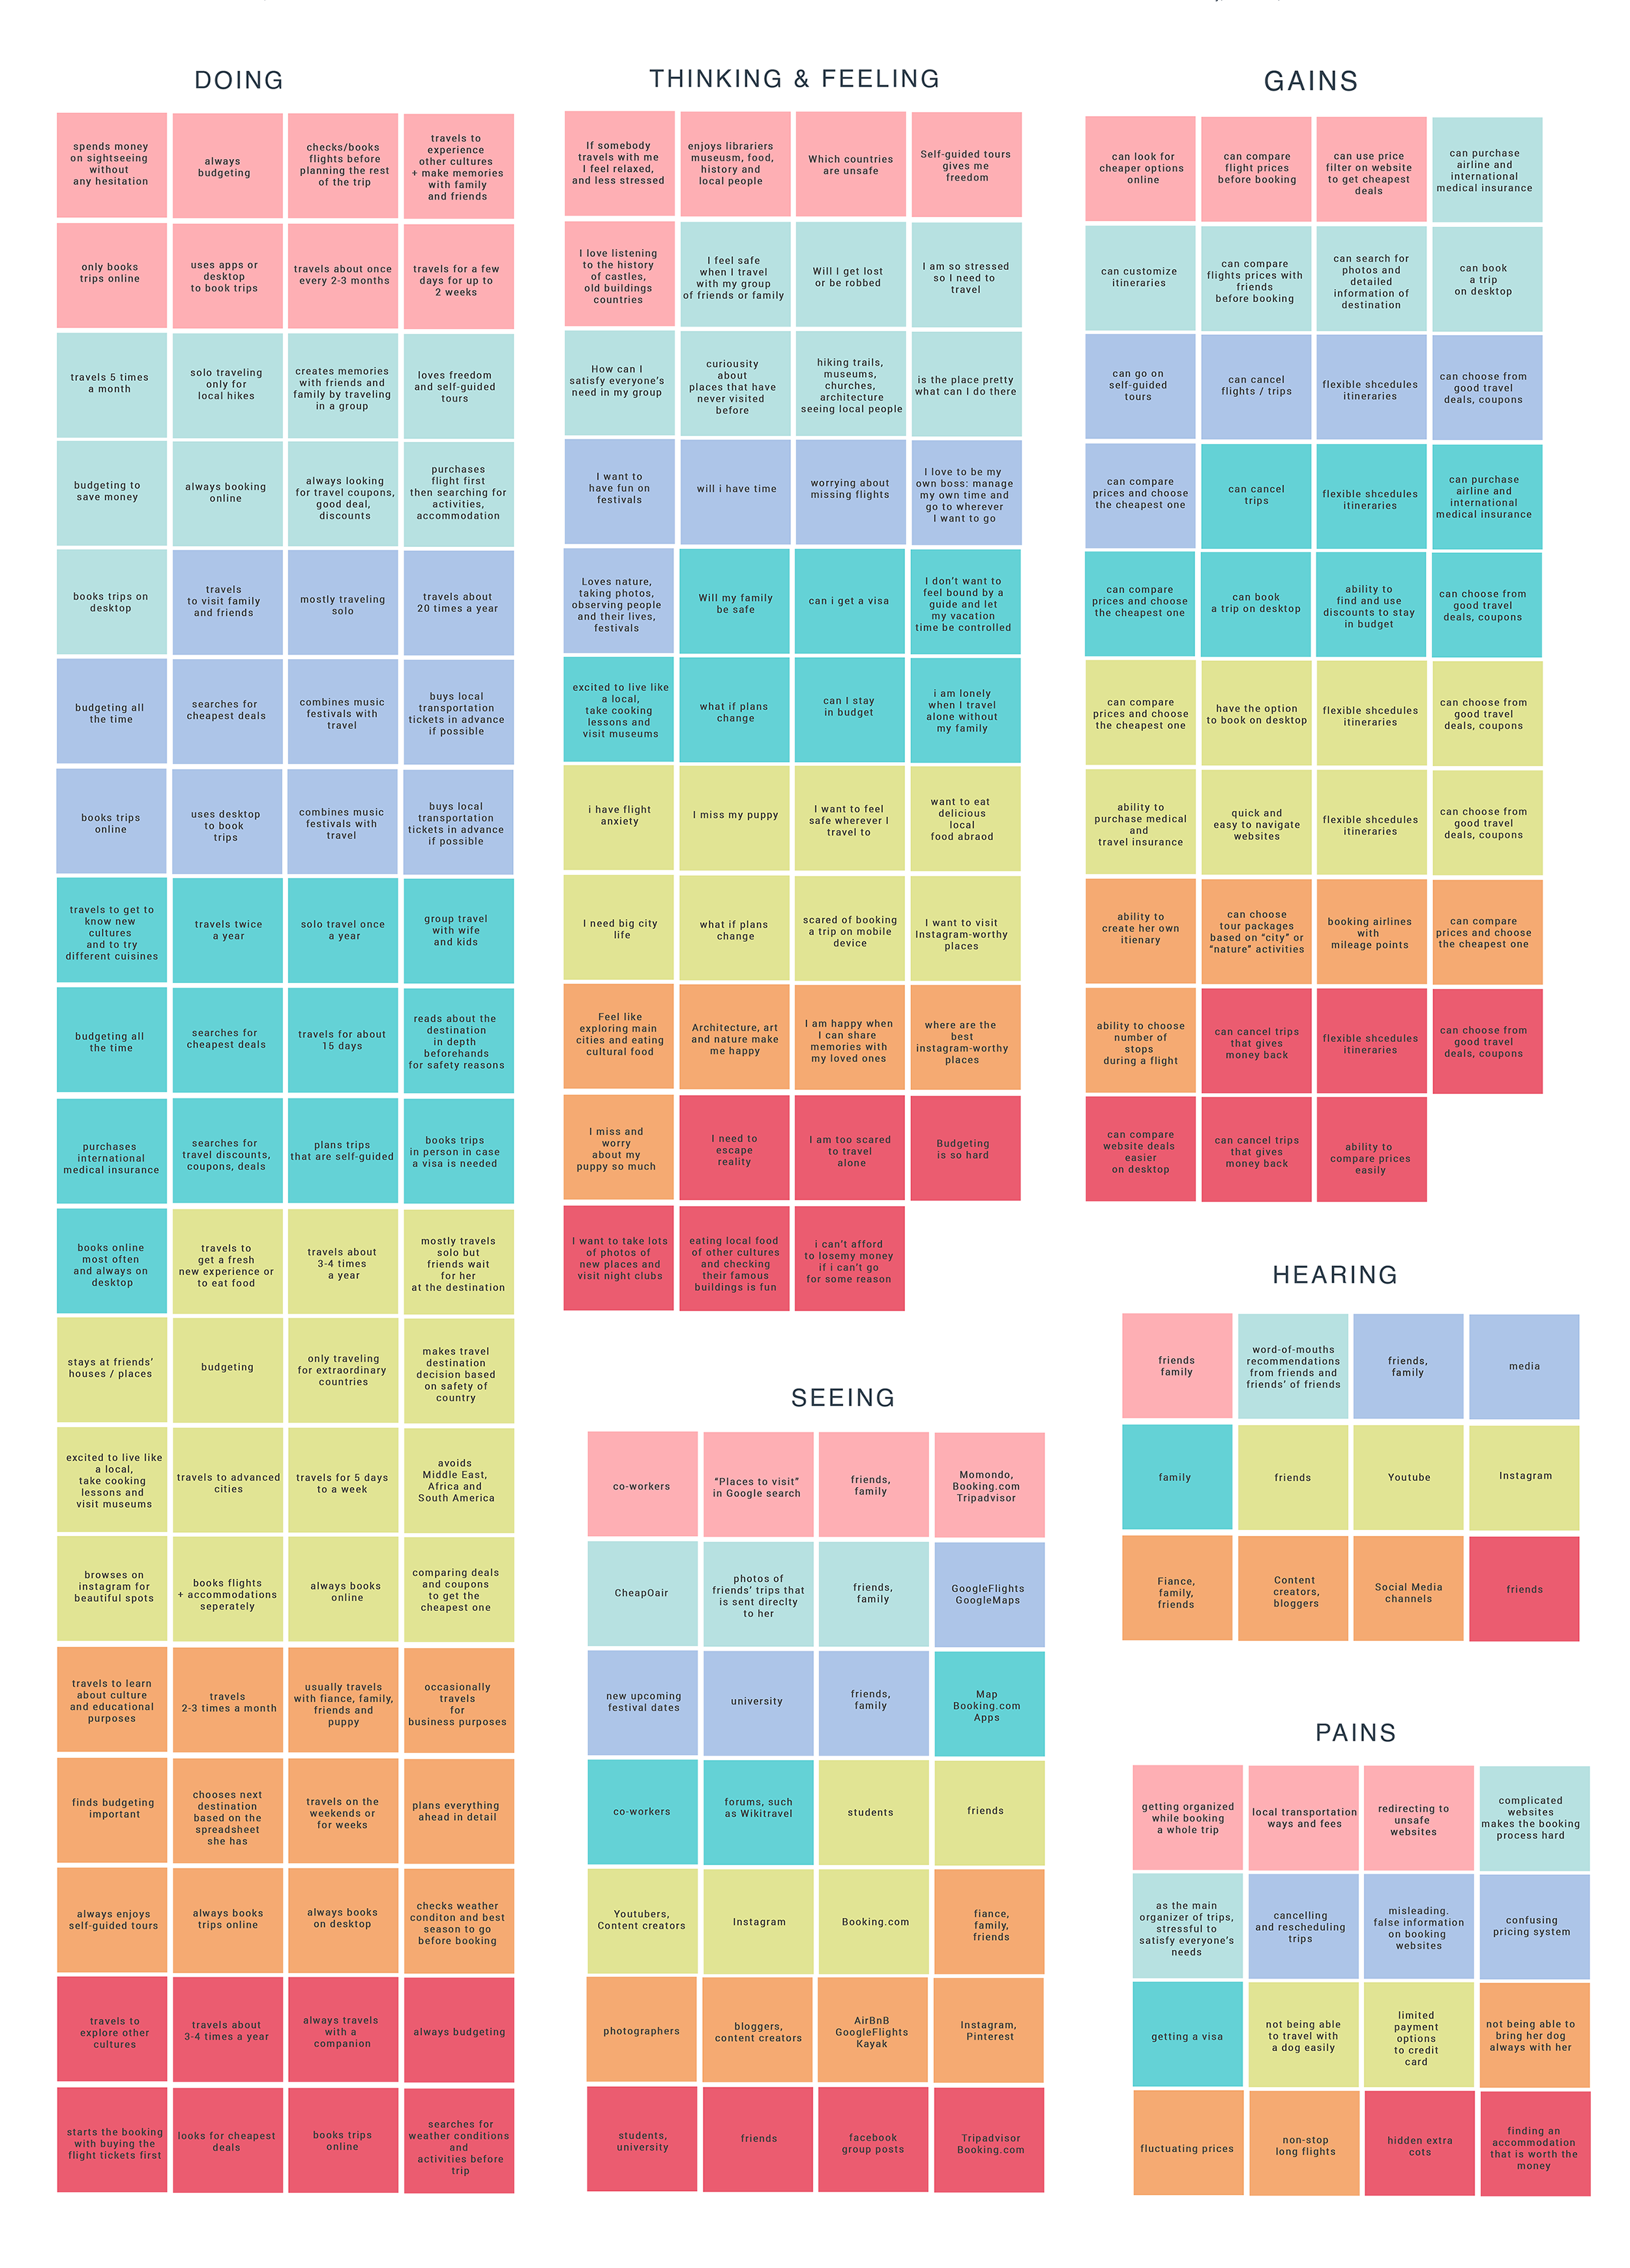 DOING
spends money
on sightseeing
without
any hesitation
always
budgeting
checks/books
flights before
planning the rest
of the trip
travels to
experience
other cultures
+ make memories
with family
and friends
only books
trips online
uses apps or
desktop
to book trips
travels about once
every 2-3 months
travels for a few
days for up to
2 weeks
travels 5 times
a month
solo traveling
only for
local hikes
creates memories
with friends and
family by traveling
in a group
loves freedom
and self-guided
tours
budgeting to
save money
always booking
online
always looking
for travel coupons,
good deal,
discounts
purchases
flight first
then searching for
activities,
accommodation
books trips on
desktop
travels
to visit family
and friends
mostly traveling
solo
travels about
20 times a year
budgeting all
the time
searches for
cheapest deals
combines music
festivals with
travel
buys local
transportation
tickets in advance
if possible
books trips
online
uses desktop
to book
trips
combines music
festivals with
travel
buys local
transportation
tickets in advance
if possible
travels to get to
know new
cultures
and to try
different cuisines
travels twice
a year
solo travel once
a year
group travel
with wife
and kids
budgeting all
the time
searches for
cheapest deals
travels for about
15 days
reads about the
destination
in depth
beforehands
for safety reasons
purchases
international
medical insurance
searches for
travel discounts,
coupons, deals
plans trips
that are self-guided
books trips
in person in case
a visa is needed
books online
most often
and always on
desktop
travels to
get a fresh
new experience or
to eat food
travels about
3-4 times
a year
mostly travels
solo but
friends wait
for her
at the destination
stays at friends'
houses / places
budgeting
only traveling
for extraordinary
countries
makes travel
destination
decision based
on safety of
country
excited to live like
a local,
take cooking
lessons and
visit museums
travels to advanced
cities
travels for 5 days
to a week
avoids
Middle East,
Africa and
South America
browses on
instagram for
beautiful spots
books flights
+ accommodations
seperately
always books
online
comparing deals
and coupons
to get the
cheapest one
travels to learn
about culture
and educational
purposes
travels
2-3 times a month
usually travels
with fiance, family,
friends and
puppy
occasionally
travels
for
business purposes
finds budgeting
important
chooses next
destination
based on the
spreadsheet
she has
travels on the
weekends or
for weeks
plans everything
ahead in detail
always enjoys
self-guided tours
always books
trips online
always books
on desktop
checks weather
conditon and best
season to go
before booking
travels to
explore other
cultures
travels about
3-4 times a year
always travels
with a
companion
always budgeting
starts the booking
with buying the
flight tickets first
looks for cheapest
deals
books trips
online
searches for
weather conditions
and
activities before
trip
THINKING & FEELING
If somebody
travels with me
I feel relaxed,
and less stressed
enjoys librariers
museusm, food,
history and
local people
Which countries
are unsafe
Self-guided tours
gives me
freedom
I love listening
to the history
of castles,
old buildings
countries
I feel safe
when I travel
with my group
of friends or family
Will I get lost
or be robbed
I am so stressed
so I need to
travel
How can I
satisfy everyone's
need in my group
curiousity
about
places that have
never visited
before
hiking trails,
museums,
churches,
architecture
seeing local people
is the place pretty
what can I do there
I want to
have fun on
festivals
will i have time
worrying about
missing flights
I love to be my
own boss: manage
my own time and
go to wherever
I want to go
Loves nature,
taking photos,
observing people
and their lives,
festivals
Will my family
be safe
can i get a visa
I don't want to
feel bound by a
guide and let
my vacation
time be controlled
excited to live like
a local,
take cooking
lessons and
visit museums
what if plans
change
can I stay
in budget
i am lonely
when I travel
alone without
my family
i have flight
anxiety
I miss my puppy
I want to feel
safe wherever I
travel to
want to eat
delicious
local
food abraod
I need big city
life
what if plans
change
scared of booking
a trip on mobile
device
I want to visit
Instagram-worthy
places
Feel like
exploring main
cities and eating
cultural food
Architecture, art
and nature make
me happy
I am happy when
I can share
memories with
my loved ones
where are the
best
instagram-worthy
places
I miss and
worry
about my
puppy so much
I need to
escape
reality
I am too scared
to travel
alone
Budgeting
is so hard
I want to take lots
of photos of
new places and
visit night clubs
eating local food
of other cultures
and checking
their famous
buildings is fun
i can't afford
to losemy money
if i can't go
for some reason
SEEING
co-workers
"Places to visit"
in Google search
friends,
family
Momondo,
Booking.com
Tripadvisor
CheapOair
photos of
friends' trips that
is sent direclty
to her
friends,
family
GoogleFlights
GoogleMaps
new upcoming
festival dates
university
friends,
family
Map
Booking.com
Apps
co-workers
forums, such
as Wikitravel
students
friends
Youtubers,
Content creators
Instagram
Booking.com
fiance,
family,
friends
photographers
bloggers,
content creators
AirBnB
GoogleFlights
Kayak
Instagram,
Pinterest
students,
university
friends
facebook
group posts
Tripadvisor
Booking.com
GAINS
can look for
cheaper options
online
can compare
flight prices
before booking
can use price
filter on website
to get cheapest
deals
can purchase
airline and
international
medical insurance
can customize
itineraries
can compare
flights prices with
friends
before booking
can search for
photos and
detailed
information of
destination
can book
a trip
on desktop
can go on
self-guided
tours
can cancel
flights / trips
flexible shcedules
itineraries
can choose from
good travel
deals, coupons
can compare
prices and choose
the cheapest one
can cancel
trips
flexible shcedules
itineraries
can purchase
airline and
international
medical insurance
can compare
prices and choose
the cheapest one
can book
a trip on desktop
ability to
find and use
discounts to stay
in budget
can choose from
good travel
deals, coupons
can compare
prices and choose
the cheapest one
have the option
to book on desktop
flexible shcedules
itineraries
can choose from
good travel
deals, coupons
ability to
purchase medical
and
travel insurance
quick and
easy to navigate
websites
flexible shcedules
itineraries
can choose from
good travel
deals, coupons
ability to
create her own
itienary
can choose
tour packages
based on "city" or
"nature" activities
booking airlines
with
mileage points
can compare
prices and choose
the cheapest one
ability to choose
number of
stops
during a flight
can cancel trips
that gives
money back
flexible shcedules
itineraries
can choose from
good travel
deals, coupons
can compare
website deals
easier
on desktop
can cancel trips
that gives
money back
ability to
compare prices
easily
HEARING
friends
family
word-of-mouths
recommendations
from friends and
friends' of friends
friends,
family
media
family
friends
Youtube
Instagram
Fiance,
family,
friends
Content
creators,
bloggers
Social Media
channels
friends
PAINS
getting organized
while booking
a whole trip
local transportation
ways and fees
redirecting to
unsafe
websites
complicated
websites
makes the booking
process hard
as the main
organizer of trips,
stressful to
satisfy everyone's
needs
cancelling
and rescheduling
trips
misleading.
false information
on booking
websites
confusing
pricing system
getting a visa
not being able
to travel with
a dog easily
limited
payment
options
to credit
card
not being able to
bring her dog
always with her
fluctuating prices
non-stop
long flights
hidden extra
cots
finding an
accommodation
that is worth the
money